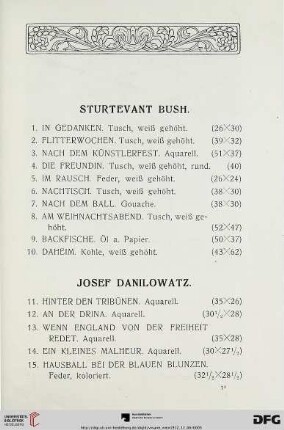 STURTEVANT BUSH.
1. IN GEDANKEN. Tusch, weiß gehöht. (26×30)
2. FLITTERWOCHEN. Tusch, weiß gehöht. (39×32)
3. NACH DEM KÜNSTLERFEST. Aquarell. (51×37)
4. DIE FREUNDIN. Tusch, weiß gehöht, rund. (40)
5. IM RAUSCH. Feder, weiß gehöht. (26×24)
6. NACHTISCH. Tusch, weiß gehöht. (38×30)
7. NACH DEM BALL. Gouache. (38×30)
8. AM WEIHNACHTSABEND. Tusch, weiß ge-
höht. (52×47)
9. BACKFISCHE. Öl a. Papier. (50×37)
10. DAHEIM. Kohle, weiß gehöht. (43×62)
JOSEF DANILOWATZ.
11. HINTER DEN TRIBÜNEN. Aquarell. (35×26)
12. AN DER DRINA. Aquarell. (30½×28)
13. WENN ENGLAND VON DER FREIHEIT
REDET. Aquarell. (35×28)
14. EIN KLEINES MALHEUR. Aquarell. (30×27½)
15. HAUSBALL BEI DER BLAUEN BLUNZEN.
Feder, koloriert. (32½×28½)
UNIVERSITÄTS-
BIBLIOTHEK
HEIDELBERG
DFG